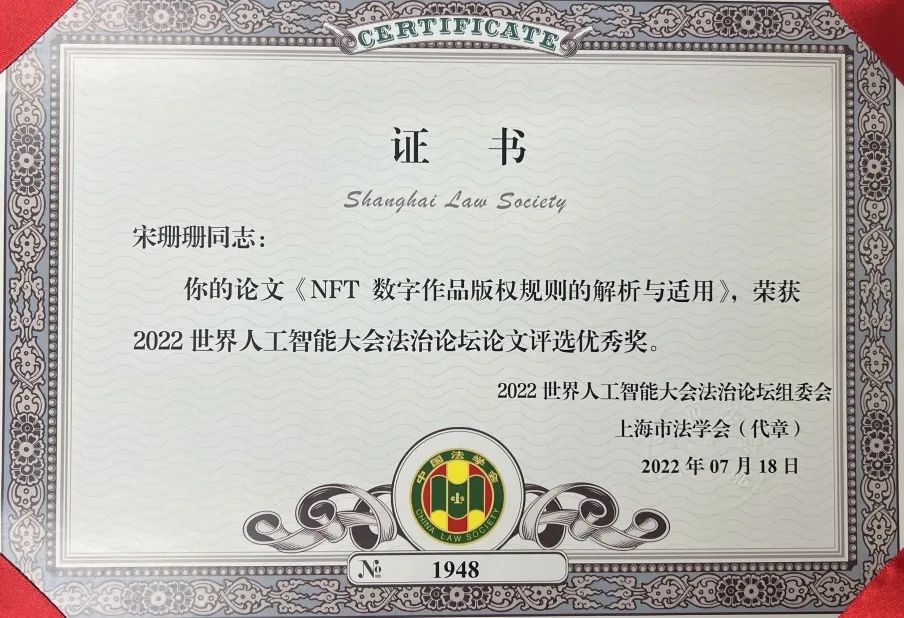 CERTIFICATE
证 书
Shanghai Law Society
宋珊珊同志：
你的论文《NFT 数字作品版权规则的解析与适用》，荣获
2022 世界人工智能大会法治论坛论文评选优秀奖。
2022 世界人工智能大会法治论坛组委会
上海市法学会（代章）
2022 年 07 月 18 日
中国法学会
CHINA LAW SOCIETY
No 1948